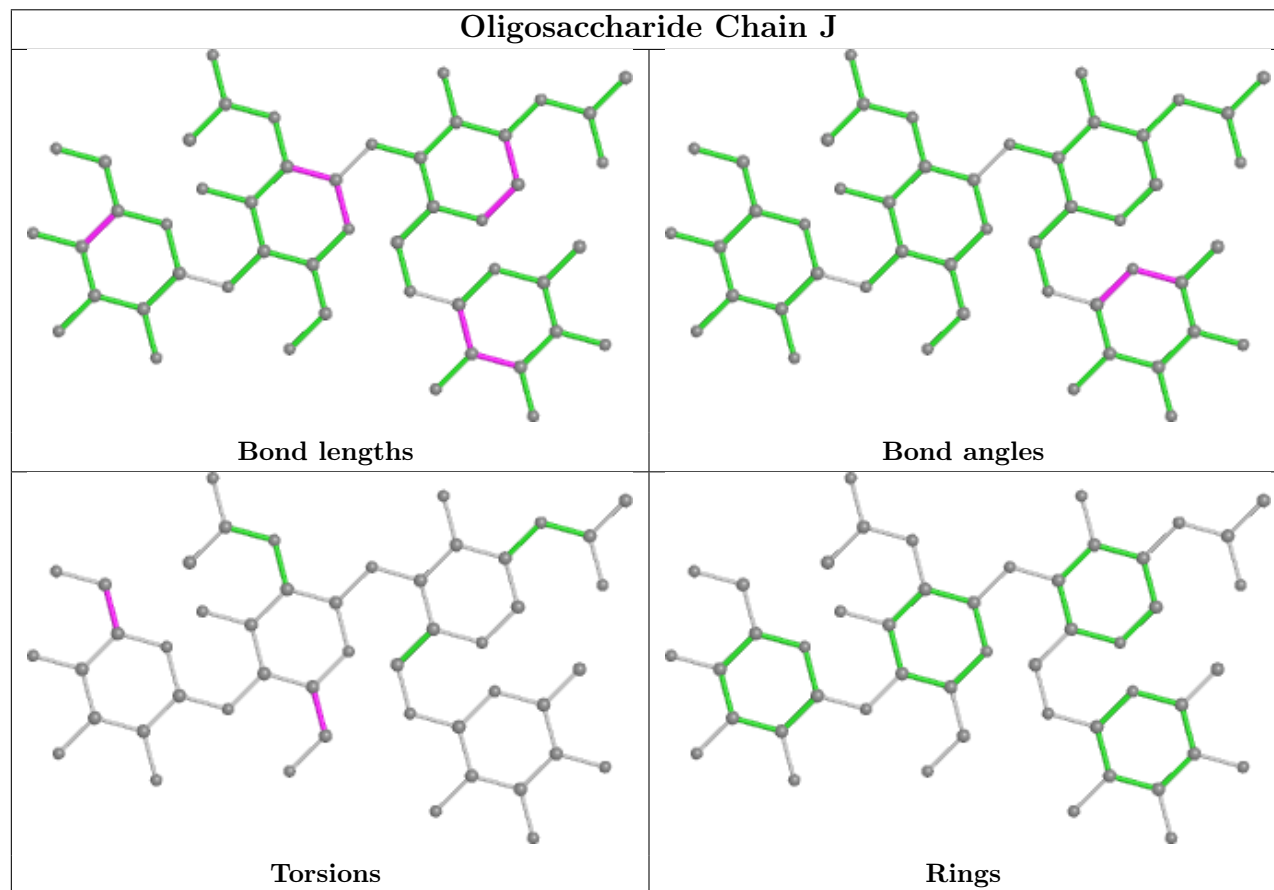 Oligosaccharide Chain J
Bond lengths
Bond angles
Torsions
Rings